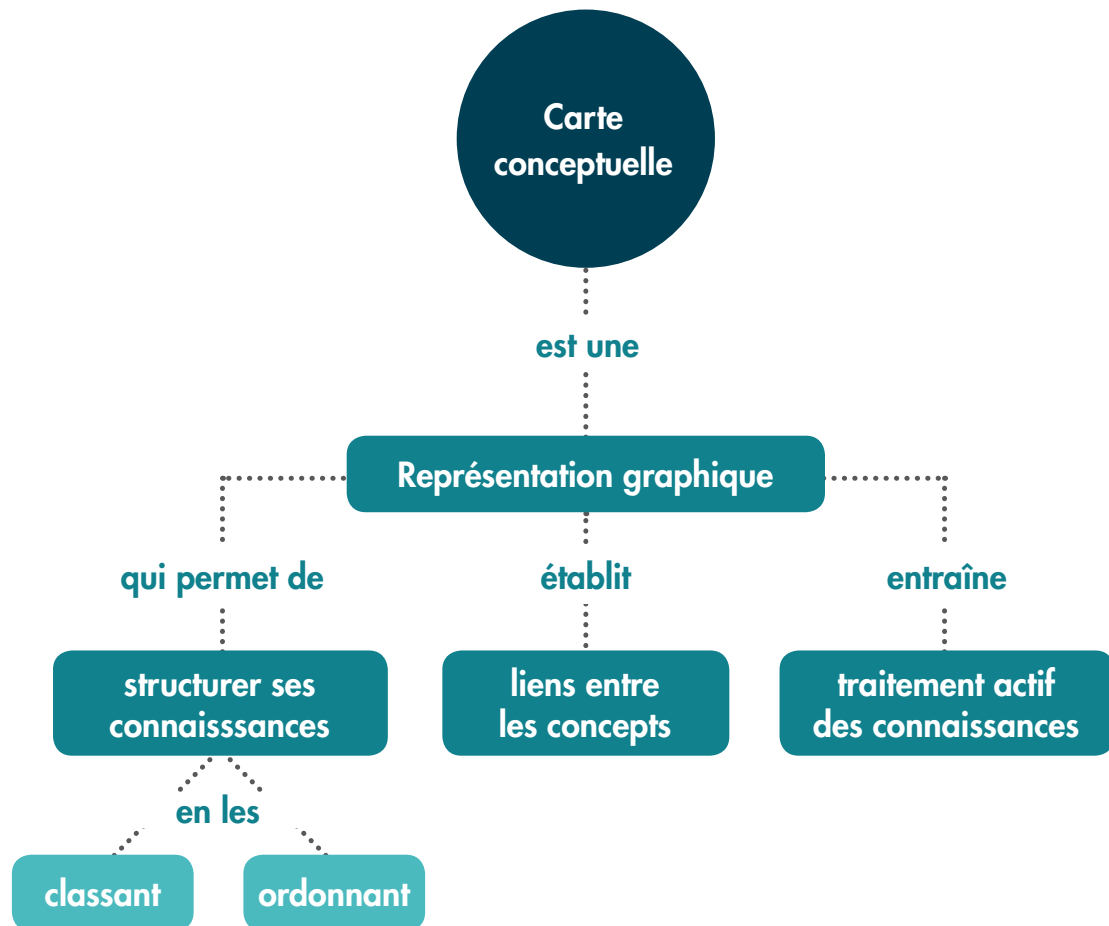 Carte
conceptuelle
est une
Représentation graphique
qui permet de
établit
entraîne
structurer ses
connaisssances
liens entre
les concepts
traitement actif
des connaissances
en les
classant
ordonnant